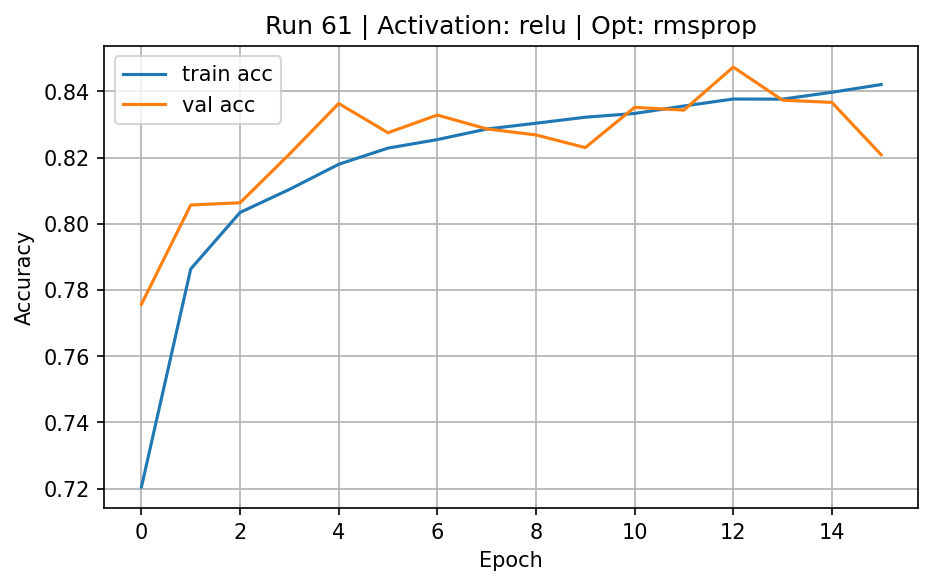 Run 61 | Activation: relu | Opt: rmsprop
train acc
val acc
0.84
0.82
0.80
0.78
0.76
0.74
0.72
Accuracy
0 2 4 6 8 10 12 14
Epoch